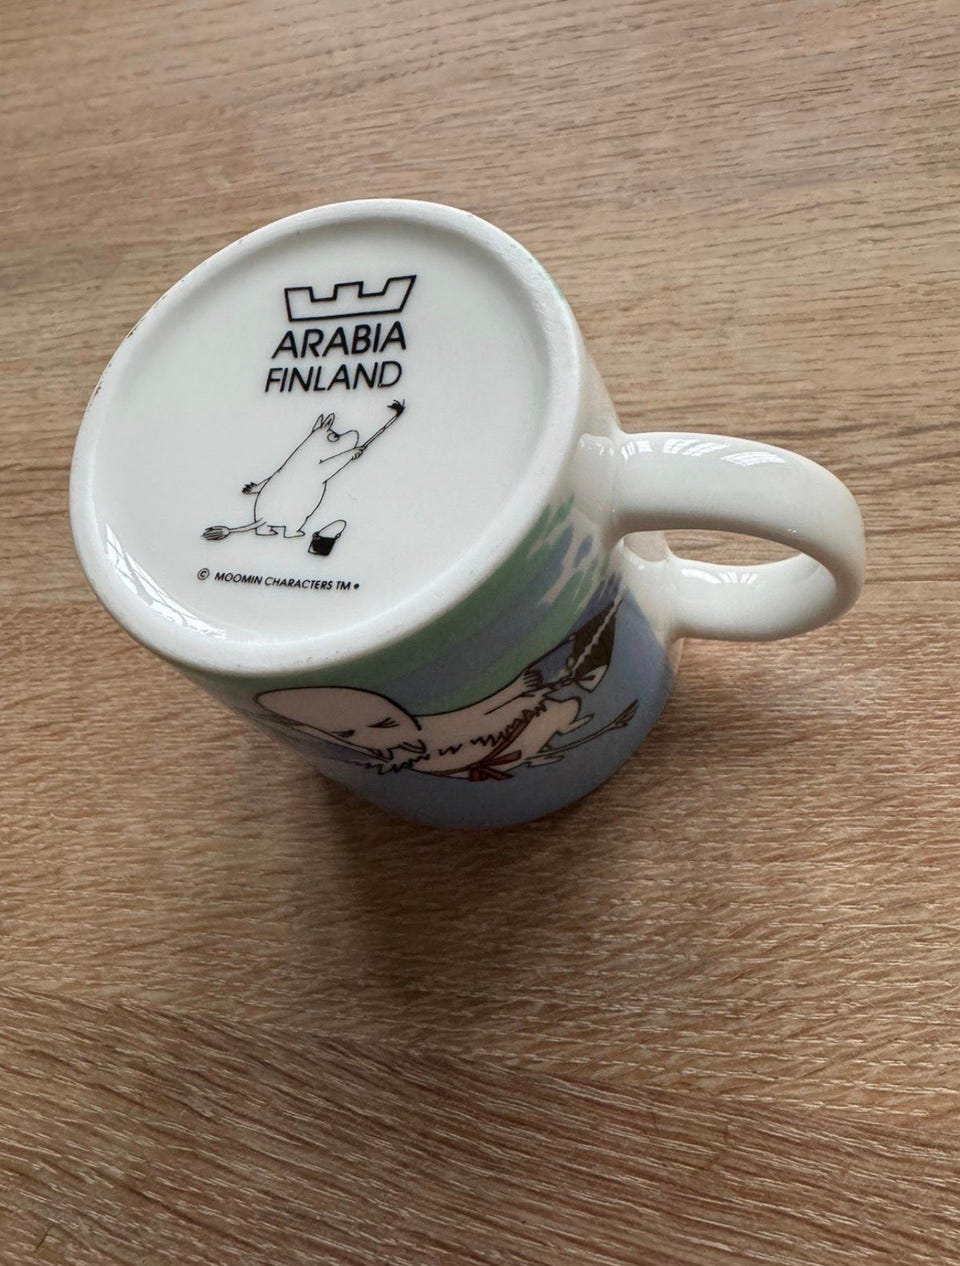 ARABIA
FINLAND
© MOOMIN CHARACTERS TM •